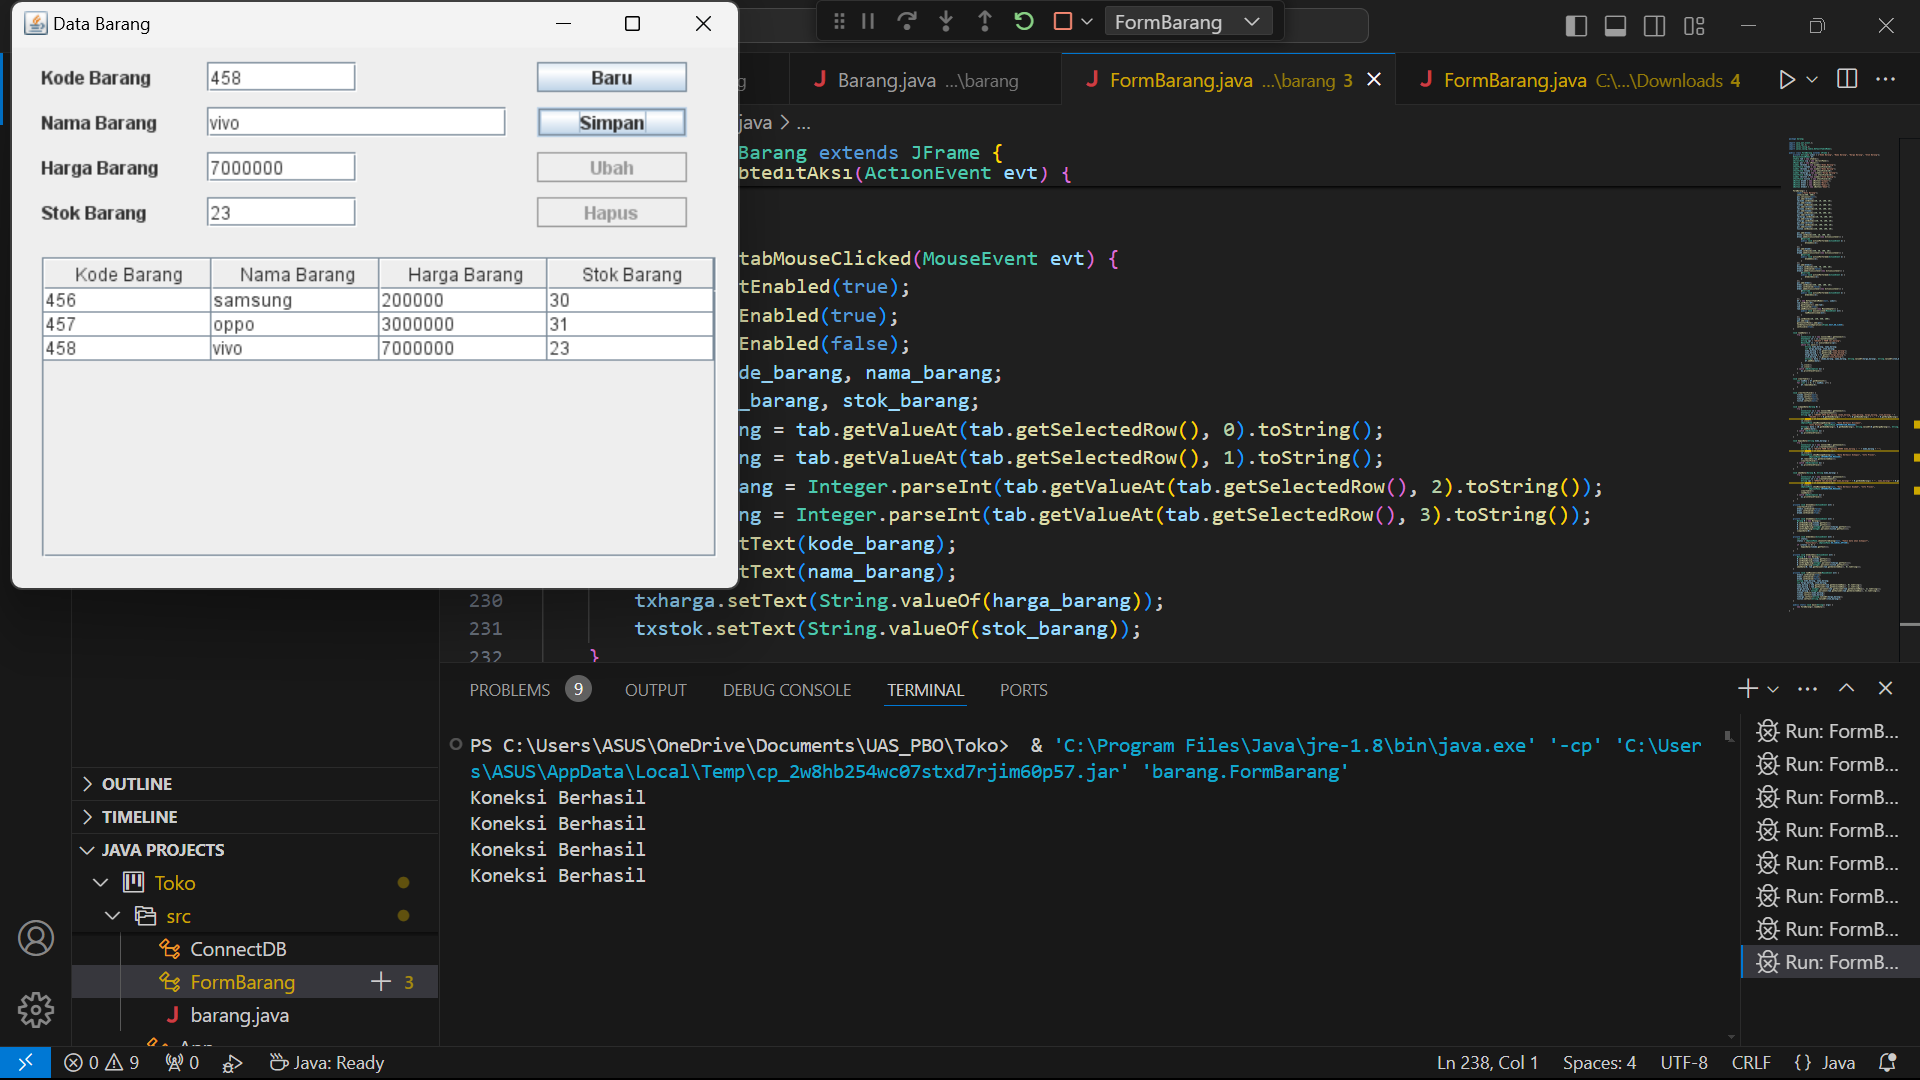 Data Barang
Kode Barang 458 Baru
Nama Barang vivo Simpan
Harga Barang 7000000 Ubah
Stok Barang 23 Hapus
Kode Barang Nama Barang Harga Barang Stok Barang
456 samsung 200000 30
457 oppo 3000000 31
458 vivo 7000000 23
FormBarang
Barang.java ...\barang
FormBarang.java ...\barang 3
FormBarang.java C:\...\Downloads 4
java > ...
Barang extends JFrame {
bteditAksi(ActionEvent evt) {
tabMouseClicked(MouseEvent evt) {
tEnabled(true);
Enabled(true);
Enabled(false);
de_barang, nama_barang;
_barang, stok_barang;
ng = tab.getValueAt(tab.getSelectedRow(), 0).toString();
ng = tab.getValueAt(tab.getSelectedRow(), 1).toString();
ang = Integer.parseInt(tab.getValueAt(tab.getSelectedRow(), 2).toString());
ng = Integer.parseInt(tab.getValueAt(tab.getSelectedRow(), 3).toString());
tText(kode_barang);
tText(nama_barang);
230 txharga.setText(String.valueOf(harga_barang));
231 txstok.setText(String.valueOf(stok_barang));
232 }
PROBLEMS 9 OUTPUT DEBUG CONSOLE TERMINAL PORTS
PS C:\Users\ASUS\OneDrive\Documents\UAS_PBO\Toko> & 'C:\Program Files\Java\jre-1.8\bin\java.exe' '-cp' 'C:\User
s\ASUS\AppData\Local\Temp\cp_2w8hb254wc07stxd7rjim60p57.jar' 'barang.FormBarang'
Koneksi Berhasil
Koneksi Berhasil
Koneksi Berhasil
Koneksi Berhasil
Run: FormB...
Run: FormB...
Run: FormB...
Run: FormB...
Run: FormB...
Run: FormB...
Run: FormB...
Run: FormB...
OUTLINE
TIMELINE
JAVA PROJECTS
Toko
src
ConnectDB
FormBarang 3
barang.java
App
0 9 0 Java: Ready
Ln 238, Col 1 Spaces: 4 UTF-8 CRLF {} Java